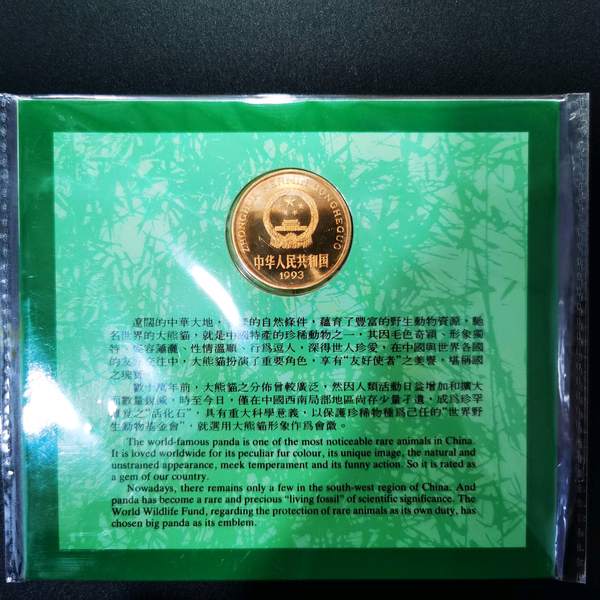 ZHONGHUA RENMIN GONGHEGUO
中华人民共和国
1993
遼闊的中華大地，的自然條件，蘊育了豐富的野生動物資源，馳
名世界的大熊貓，就是中國特產的珍稀動物之一，其因毛色奇穎、形象獨
特、容雍麗、性情溫順、行爲逗人，深得世人珍愛，在中國與世界各國
的友好交往中，大熊貓扮演了重要角色，享有“友好使者”之美譽，堪稱國
之瑰寶
數十萬年前，大熊貓之分佈曾較廣泛，然因人類活動日益增加和擴大
而數量銳減，時至今日，僅在中國西南局部地區尚存少量孑遺，成爲珍罕
之“活化石”，具有重大科學意義，以保護珍稀物種爲己任的“世界野
生動物基金會”，就選用大熊貓形象作爲會徽。
The world-famous panda is one of the most noticeable rare animals in China.
It is loved worldwide for its peculiar fur colour, its unique image, the natural and
unstrained appearance, meek temperament and its funny action. So it is rated as
a gem of our country.
Nowadays, there remains only a few in the south-west region of China. And
panda has become a rare and precious “living fossil” of scientific significance. The
World Wildlife Fund, regarding the protection of rare animals as its own duty, has
chosen big panda as its emblem.